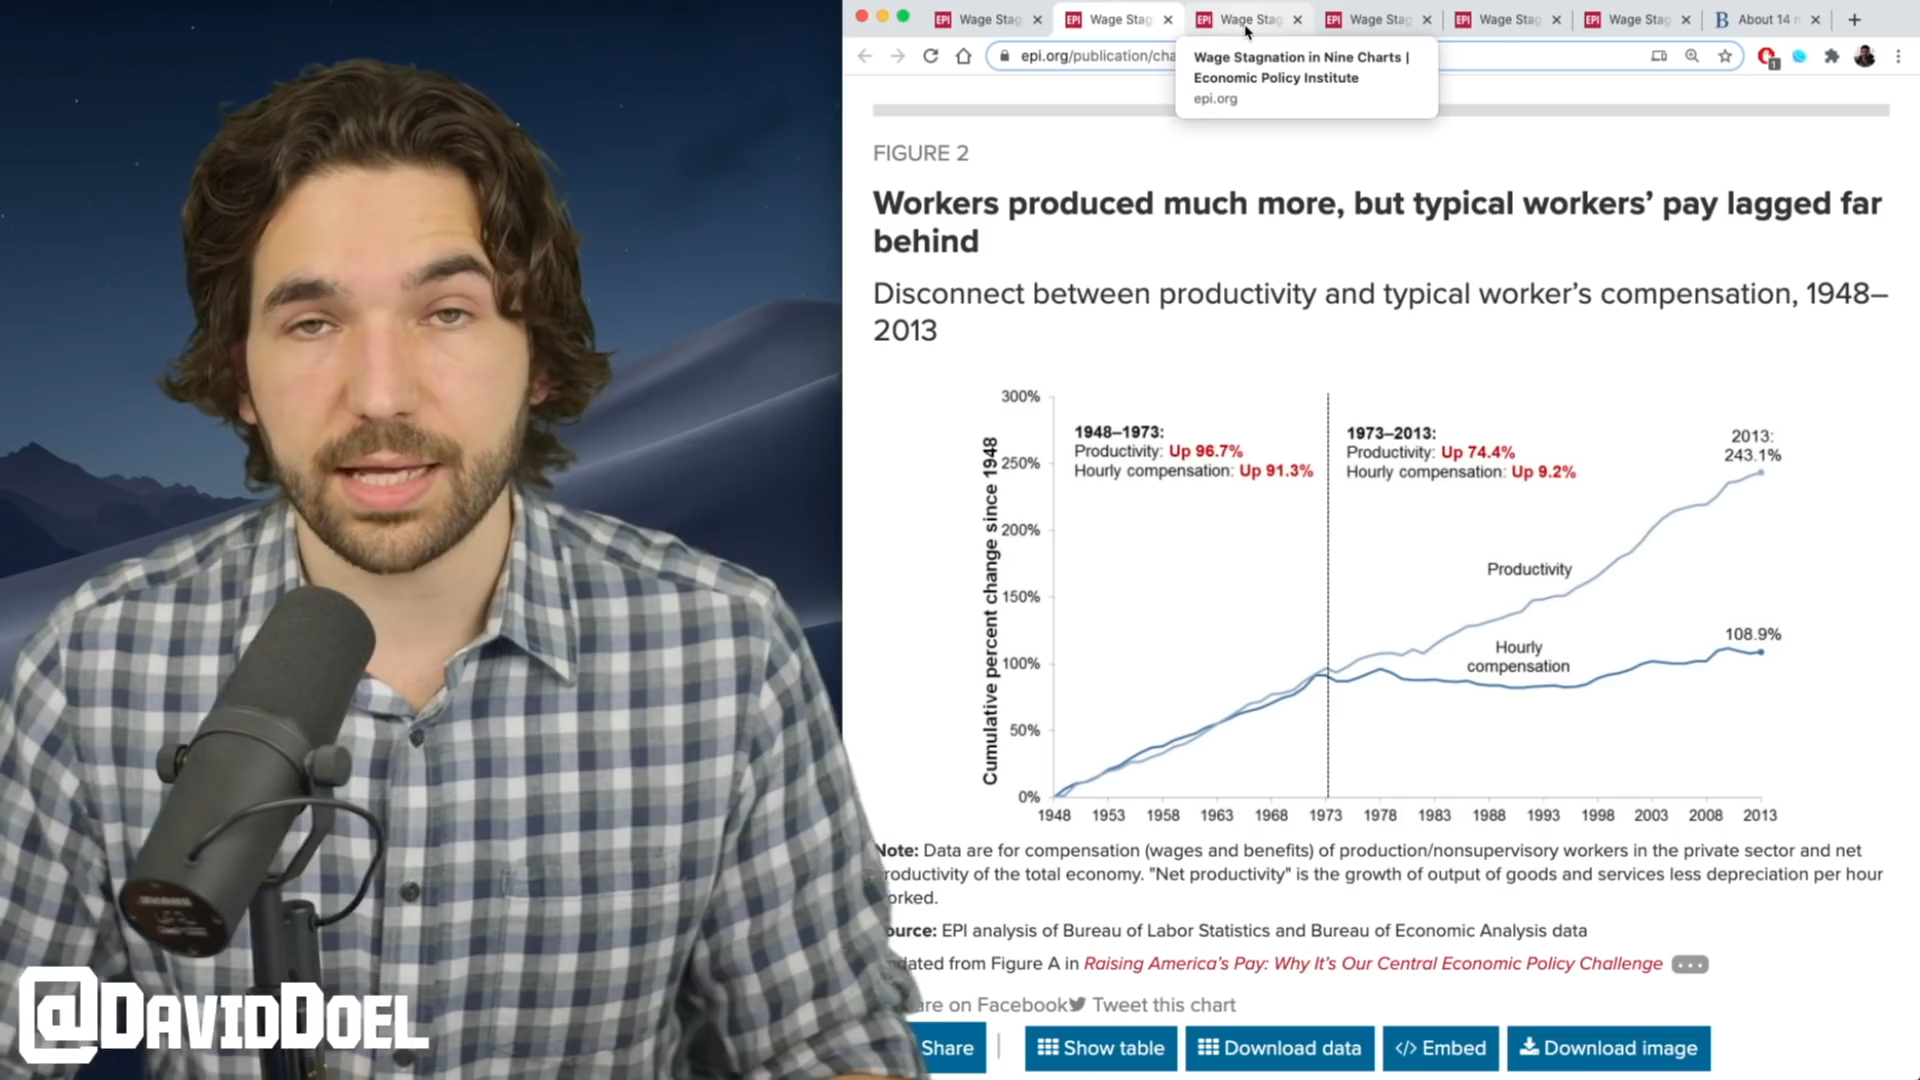 EPI Wage Stag
EPI Wage Stag
EPI Wage Stag
EPI Wage Stag
EPI Wage Stag
EPI Wage Stag
B About 14
epi.org/publication/cha
Wage Stagnation in Nine Charts |
Economic Policy Institute
epi.org
FIGURE 2
Workers produced much more, but typical workers’ pay lagged far
behind
Disconnect between productivity and typical worker’s compensation, 1948–
2013
Cumulative percent change since 1948
300%
250%
200%
150%
100%
50%
0%
1948–1973:
Productivity: Up 96.7%
Hourly compensation: Up 91.3%
1973–2013:
Productivity: Up 74.4%
Hourly compensation: Up 9.2%
2013:
243.1%
Productivity
108.9%
Hourly
compensation
1948 1953 1958 1963 1968 1973 1978 1983 1988 1993 1998 2003 2008 2013
Note: Data are for compensation (wages and benefits) of production/nonsupervisory workers in the private sector and net
roductivity of the total economy. "Net productivity" is the growth of output of goods and services less depreciation per hour
orked.
ource: EPI analysis of Bureau of Labor Statistics and Bureau of Economic Analysis data
dated from Figure A in Raising America’s Pay: Why It’s Our Central Economic Policy Challenge
re on Facebook Tweet this chart
Share | Show table Download data </> Embed Download image
@DAVIDDOEL